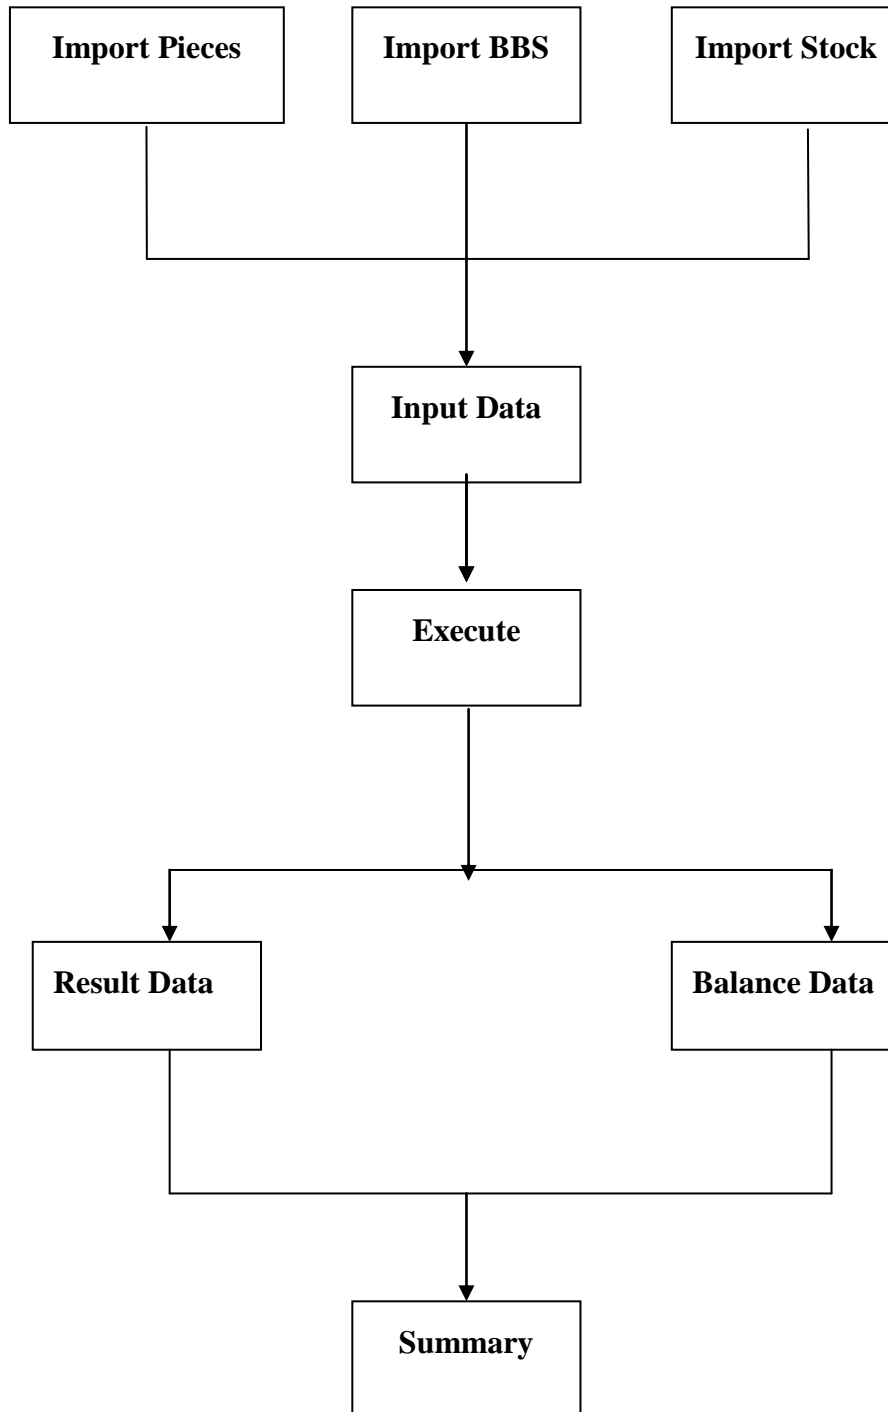 Import Pieces
Import BBS
Import Stock
Input Data
Execute
Result Data
Balance Data
Summary